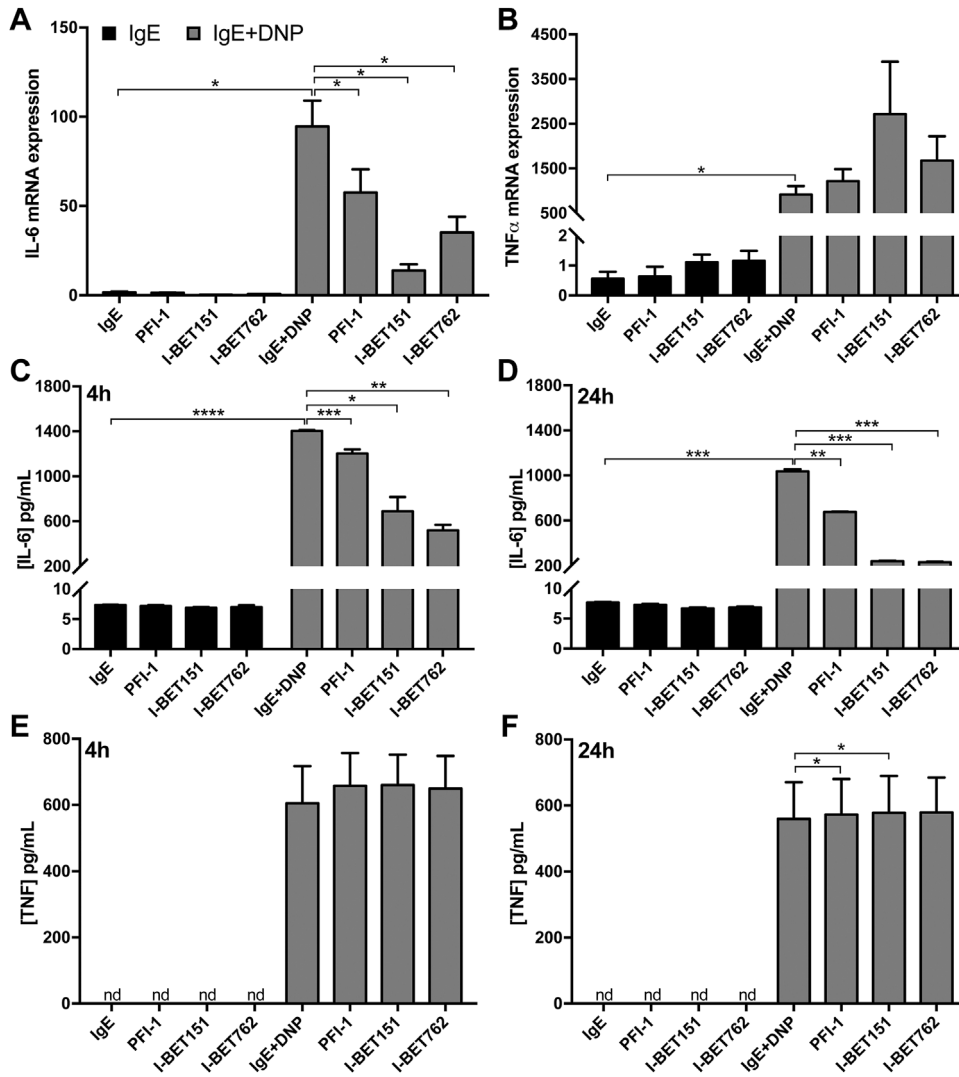 A
IgE
IgE+DNP
IL-6 mRNA expression
150
100
50
0
*
*
*
*
IgE
PFI-1
I-BET151
I-BET762
IgE+DNP
PFI-1
I-BET151
I-BET762
B
TNFα mRNA expression
4500
3500
2500
1500
500
2
1
0
*
IgE
PFI-1
I-BET151
I-BET762
IgE+DNP
PFI-1
I-BET151
I-BET762
C
4h
[IL-6] pg/mL
1800
1400
1000
600
200
10
5
0
**
*
****
***
IgE
PFI-1
I-BET151
I-BET762
IgE+DNP
PFI-1
I-BET151
I-BET762
D
24h
[IL-6] pg/mL
1800
1400
1000
600
200
10
5
0
***
***
***
**
IgE
PFI-1
I-BET151
I-BET762
IgE+DNP
PFI-1
I-BET151
I-BET762
E
4h
[TNF] pg/mL
800
600
400
200
0
nd nd nd nd
IgE
PFI-1
I-BET151
I-BET762
IgE+DNP
PFI-1
I-BET151
I-BET762
F
24h
[TNF] pg/mL
800
600
400
200
0
*
*
nd nd nd nd
IgE
PFI-1
I-BET151
I-BET762
IgE+DNP
PFI-1
I-BET151
I-BET762